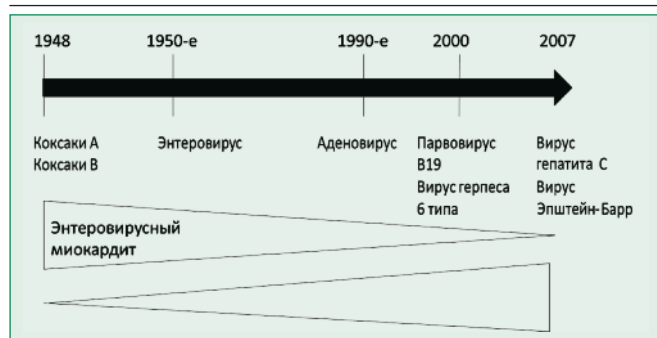 1948 1950-е 1990-е 2000 2007
Коксаки А
Коксаки В
Энтеровирус
Аденовирус
Парвовирус
В19
Вирус герпеса
6 типа
Вирус
гепатита С
Вирус
Эпштейн-Барр
Энтеровирусный
миокардит